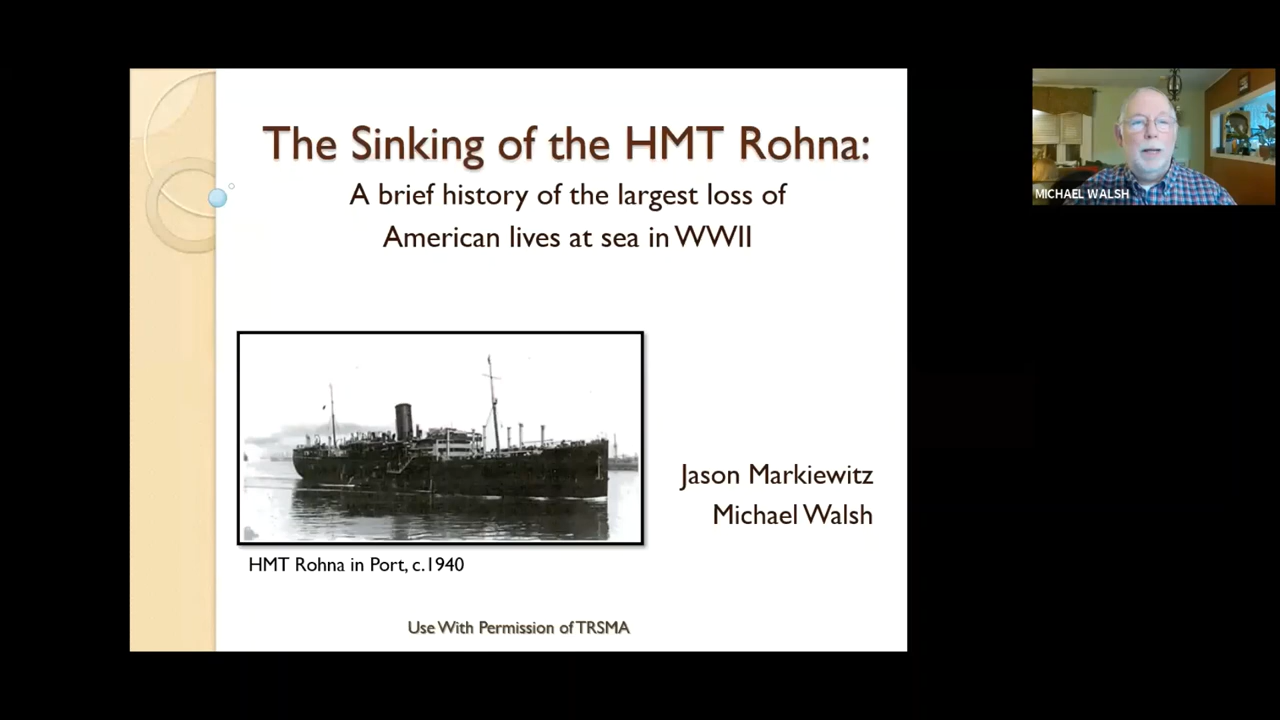 The Sinking of the HMT Rohna:
A brief history of the largest loss of
American lives at sea in WWII
MICHAEL WALSH
Jason Markiewitz
Michael Walsh
HMT Rohna in Port, c.1940
Use With Permission of TRSMA